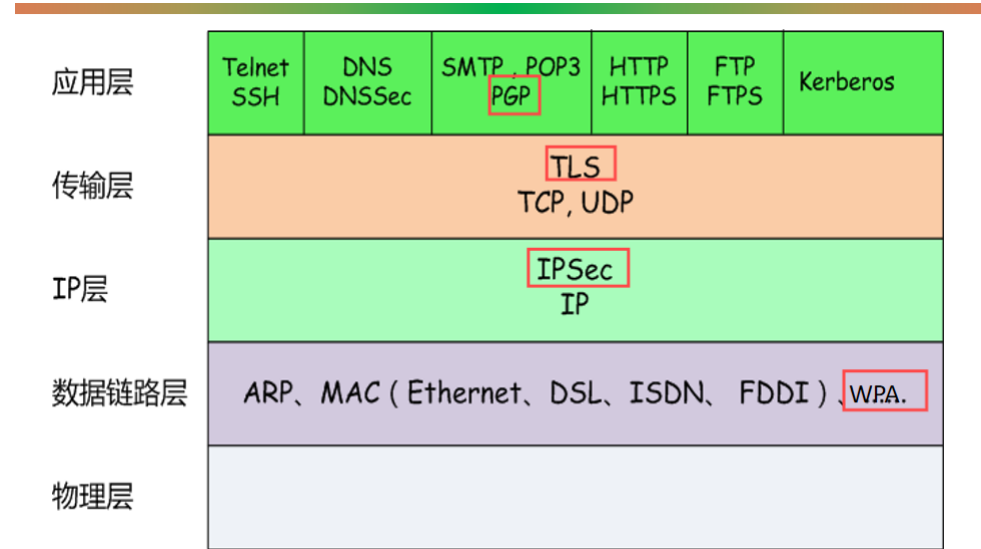 应用层
Telnet
SSH
DNS
DNSSec
SMTP , POP3
PGP
HTTP
HTTPS
FTP
FTPS
Kerberos
传输层
TLS
TCP, UDP
IP层
IPSec
IP
数据链路层
ARP、MAC ( Ethernet、DSL、ISDN、 FDDI )、WPA.
物理层